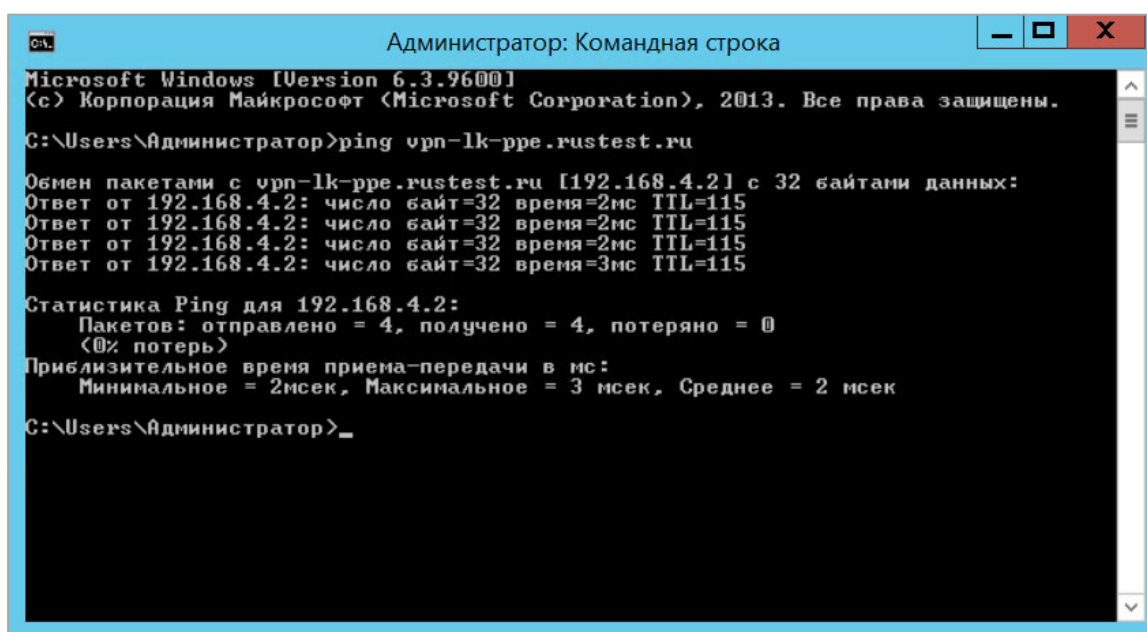 Администратор: Командная строка
Microsoft Windows [Version 6.3.9600]
(c) Корпорация Майкрософт (Microsoft Corporation), 2013. Все права защищены.
C:\Users\Администратор>ping vpn-lk-ppe.rustest.ru
Обмен пакетами с vpn-lk-ppe.rustest.ru [192.168.4.2] с 32 байтами данных:
Ответ от 192.168.4.2: число байт=32 время=2мс TTL=115
Ответ от 192.168.4.2: число байт=32 время=2мс TTL=115
Ответ от 192.168.4.2: число байт=32 время=2мс TTL=115
Ответ от 192.168.4.2: число байт=32 время=3мс TTL=115
Статистика Ping для 192.168.4.2:
Пакетов: отправлено = 4, получено = 4, потеряно = 0
(0% потерь)
Приблизительное время приема-передачи в мс:
Минимальное = 2мсек, Максимальное = 3 мсек, Среднее = 2 мсек
C:\Users\Администратор>_